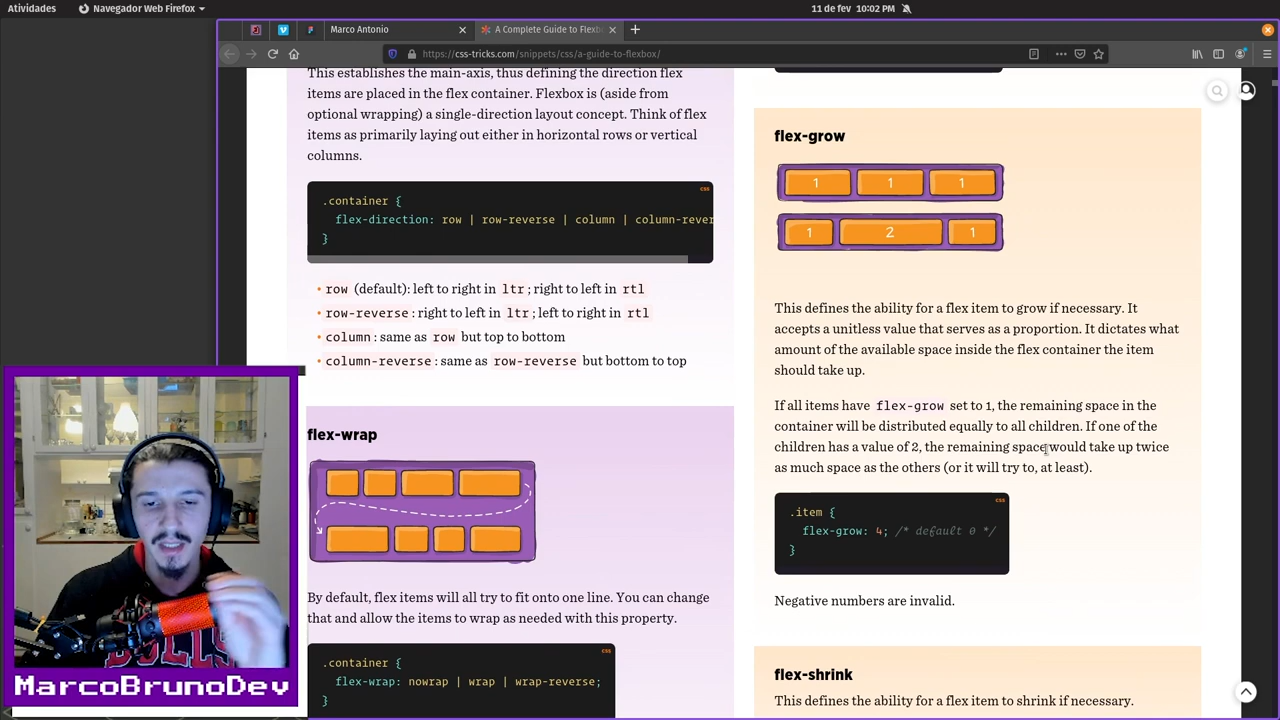 Atividades
Navegador Web Firefox
11 de fev 10:02 PM
Marco Antonio
A Complete Guide to Flexb
https://css-tricks.com/snippets/css/a-guide-to-flexbox/
This establishes the main-axis, thus defining the direction flex
items are placed in the flex container. Flexbox is (aside from
optional wrapping) a single-direction layout concept. Think of flex
items as primarily laying out either in horizontal rows or vertical
columns.
css
.container {
flex-direction: row | row-reverse | column | column-rever
}
• row (default): left to right in ltr; right to left in rtl
• row-reverse: right to left in ltr; left to right in rtl
• column: same as row but top to bottom
• column-reverse: same as row-reverse but bottom to top
flex-wrap
By default, flex items will all try to fit onto one line. You can change
that and allow the items to wrap as needed with this property.
css
.container {
flex-wrap: nowrap | wrap | wrap-reverse;
}
flex-grow
1 1 1
1 2 1
This defines the ability for a flex item to grow if necessary. It
accepts a unitless value that serves as a proportion. It dictates what
amount of the available space inside the flex container the item
should take up.
If all items have flex-grow set to 1, the remaining space in the
container will be distributed equally to all children. If one of the
children has a value of 2, the remaining space would take up twice
as much space as the others (or it will try to, at least).
css
.item {
flex-grow: 4; /* default 0 */
}
Negative numbers are invalid.
flex-shrink
This defines the ability for a flex item to shrink if necessary.
BULLS
MarcoBrunoDev